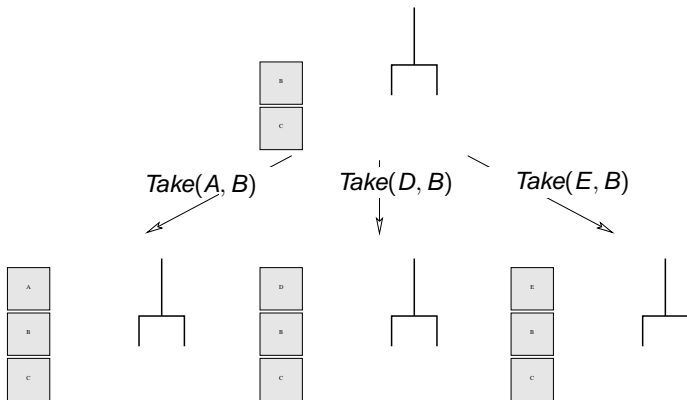 B
C
Take(A, B) Take(D, B) Take(E, B)
A D E
B B B
C C C